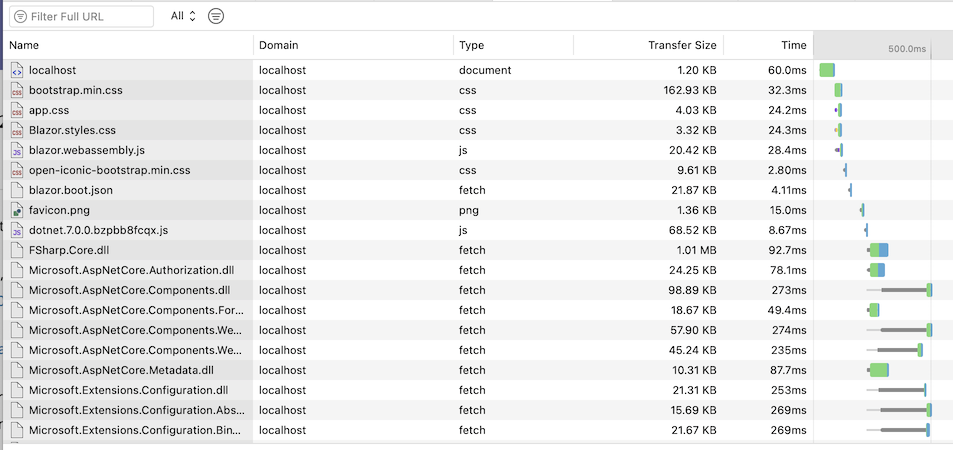 Filter Full URL All
Name Domain Type Transfer Size Time 500.0ms
localhost localhost document 1.20 KB 60.0ms
bootstrap.min.css localhost css 162.93 KB 32.3ms
app.css localhost css 4.03 KB 24.2ms
Blazor.styles.css localhost css 3.32 KB 24.3ms
blazor.webassembly.js localhost js 20.42 KB 28.4ms
open-iconic-bootstrap.min.css localhost css 9.61 KB 2.80ms
blazor.boot.json localhost fetch 21.87 KB 4.11ms
favicon.png localhost png 1.36 KB 15.0ms
dotnet.7.0.0.bzpbb8fcqx.js localhost js 68.52 KB 8.67ms
FSharp.Core.dll localhost fetch 1.01 MB 92.7ms
Microsoft.AspNetCore.Authorization.dll localhost fetch 24.25 KB 78.1ms
Microsoft.AspNetCore.Components.dll localhost fetch 98.89 KB 273ms
Microsoft.AspNetCore.Components.For... localhost fetch 18.67 KB 49.4ms
Microsoft.AspNetCore.Components.We... localhost fetch 57.90 KB 274ms
Microsoft.AspNetCore.Components.We... localhost fetch 45.24 KB 235ms
Microsoft.AspNetCore.Metadata.dll localhost fetch 10.31 KB 87.7ms
Microsoft.Extensions.Configuration.dll localhost fetch 21.31 KB 253ms
Microsoft.Extensions.Configuration.Abs... localhost fetch 15.69 KB 269ms
Microsoft.Extensions.Configuration.Bin... localhost fetch 21.67 KB 269ms